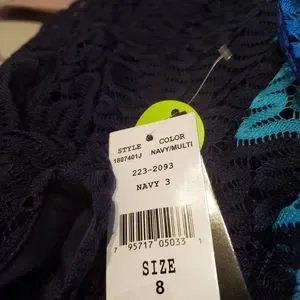 STYLE COLOR
1807401J NAVY/MULTI
223-2093
NAVY 3
7 95717 05033 1
SIZE
8